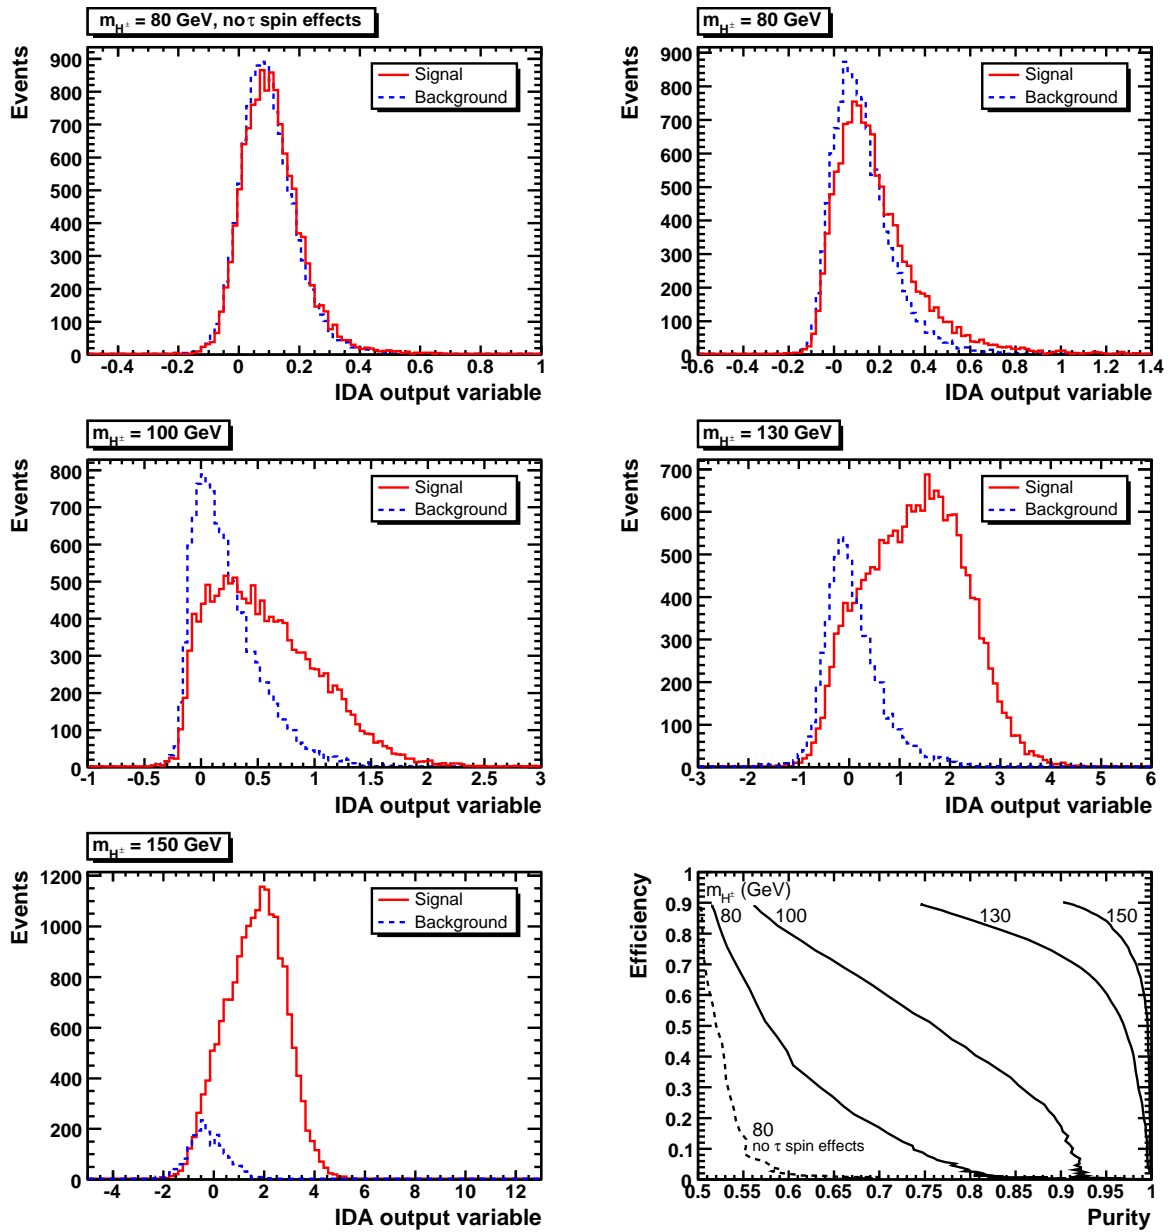 m_H± = 80 GeV, no τ spin effects
Events
900
800
700
600
500
400
300
200
100
0
Signal
Background
-0.4 -0.2 0 0.2 0.4 0.6 0.8 1
IDA output variable
m_H± = 80 GeV
Events
900
800
700
600
500
400
300
200
100
0
Signal
Background
-0.6 -0.4 -0.2 -0 0.2 0.4 0.6 0.8 1 1.2 1.4
IDA output variable
m_H± = 100 GeV
Events
800
700
600
500
400
300
200
100
0
Signal
Background
-1 -0.5 0 0.5 1 1.5 2 2.5 3
IDA output variable
m_H± = 130 GeV
Events
700
600
500
400
300
200
100
0
Signal
Background
-3 -2 -1 0 1 2 3 4 5 6
IDA output variable
m_H± = 150 GeV
Events
1200
1000
800
600
400
200
0
Signal
Background
-4 -2 0 2 4 6 8 10 12
IDA output variable
Efficiency
1
0.9
0.8
0.7
0.6
0.5
0.4
0.3
0.2
0.1
0
m_H± (GeV)
80 100 130 150
80
no τ spin effects
0.5 0.55 0.6 0.65 0.7 0.75 0.8 0.85 0.9 0.95 1
Purity